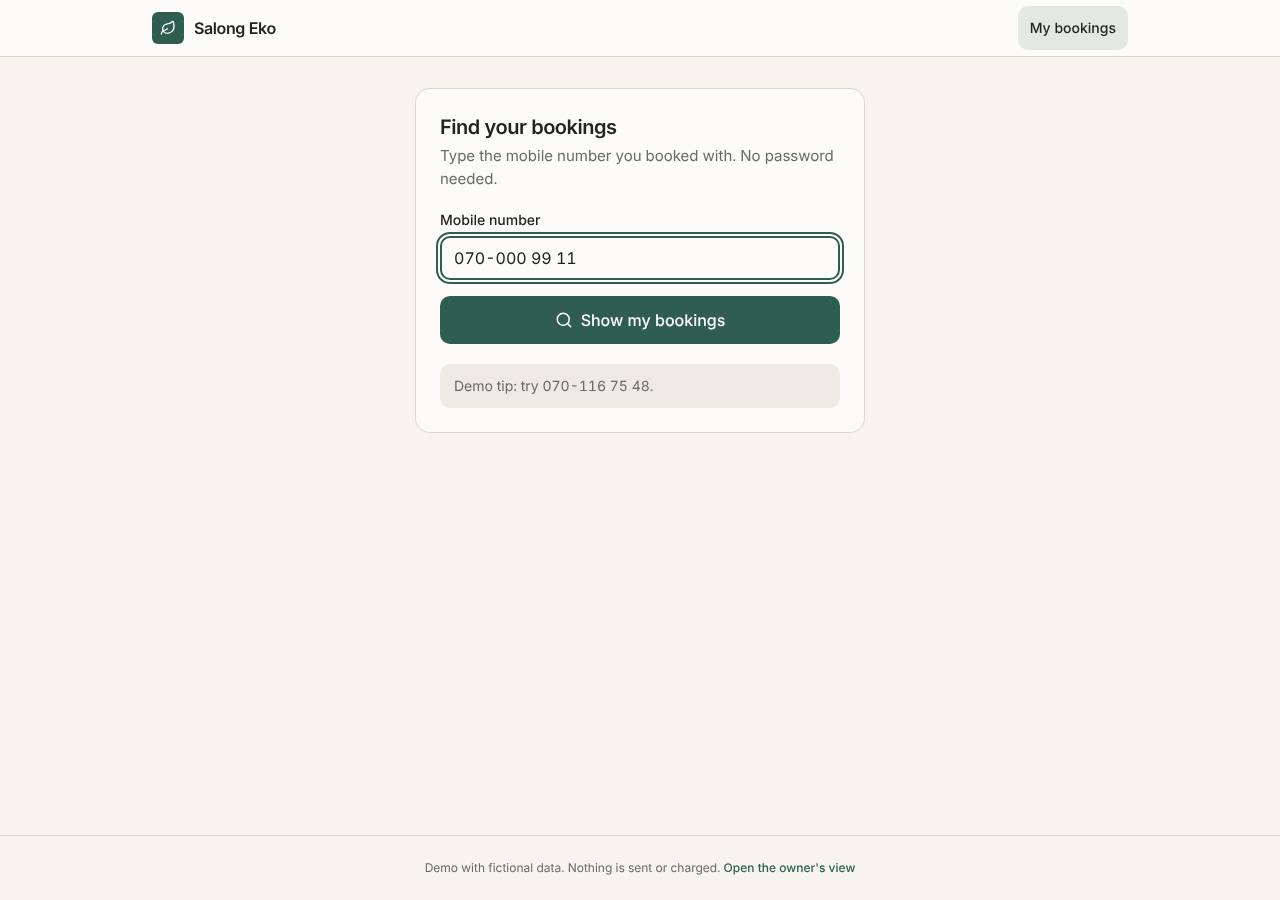 Salong Eko
My bookings
Find your bookings
Type the mobile number you booked with. No password
needed.
Mobile number
070-000 99 11
Show my bookings
Demo tip: try 070-116 75 48.
Demo with fictional data. Nothing is sent or charged. Open the owner's view